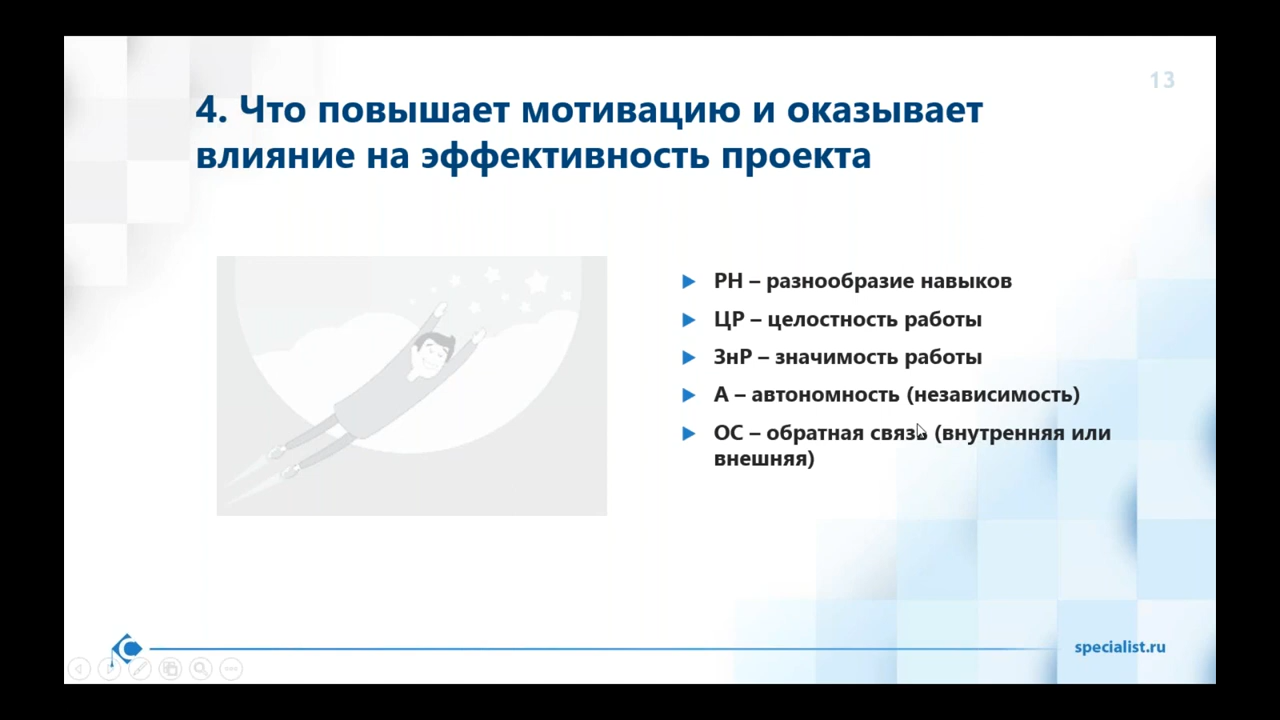 13
4. Что повышает мотивацию и оказывает
влияние на эффективность проекта
РН – разнообразие навыков
ЦР – целостность работы
ЗнР – значимость работы
А – автономность (независимость)
ОС – обратная связь (внутренняя или
внешняя)
specialist.ru